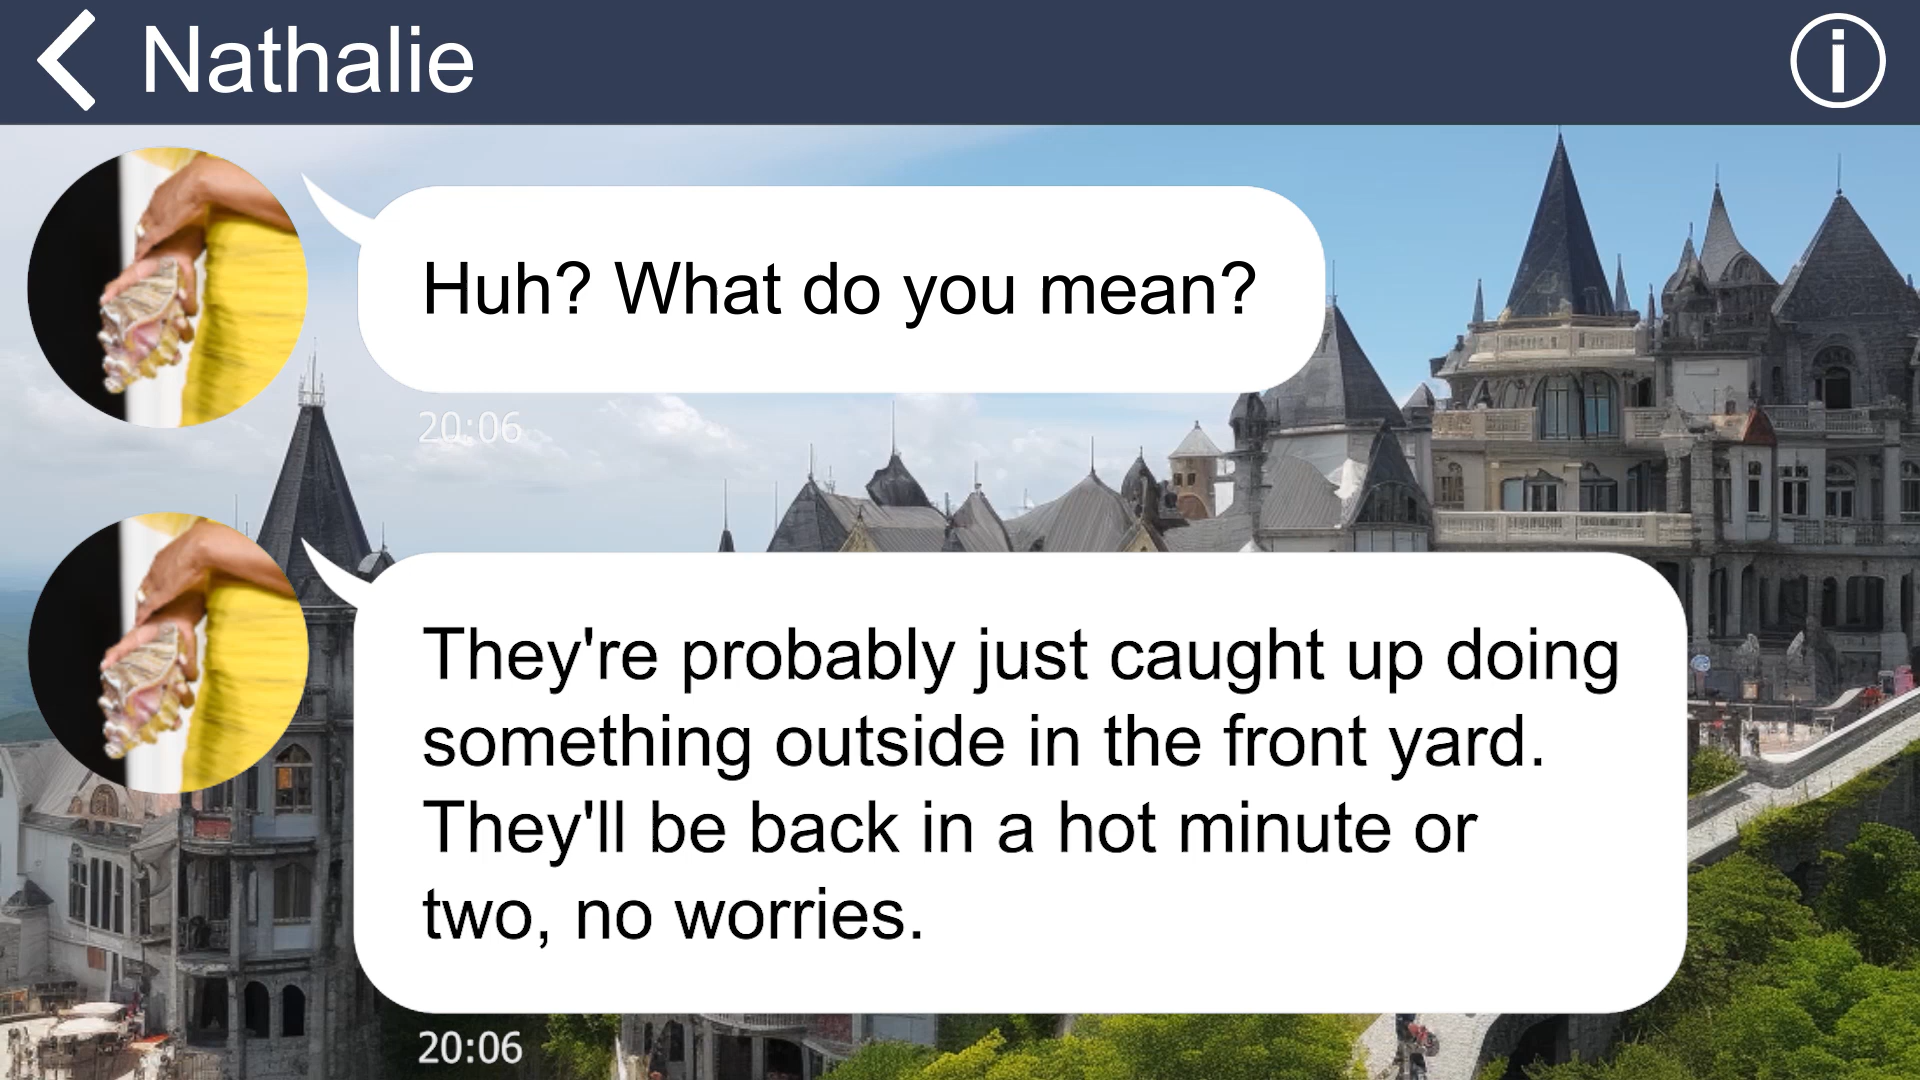 Nathalie
Huh? What do you mean?
20:06
They're probably just caught up doing
something outside in the front yard.
They'll be back in a hot minute or
two, no worries.
20:06